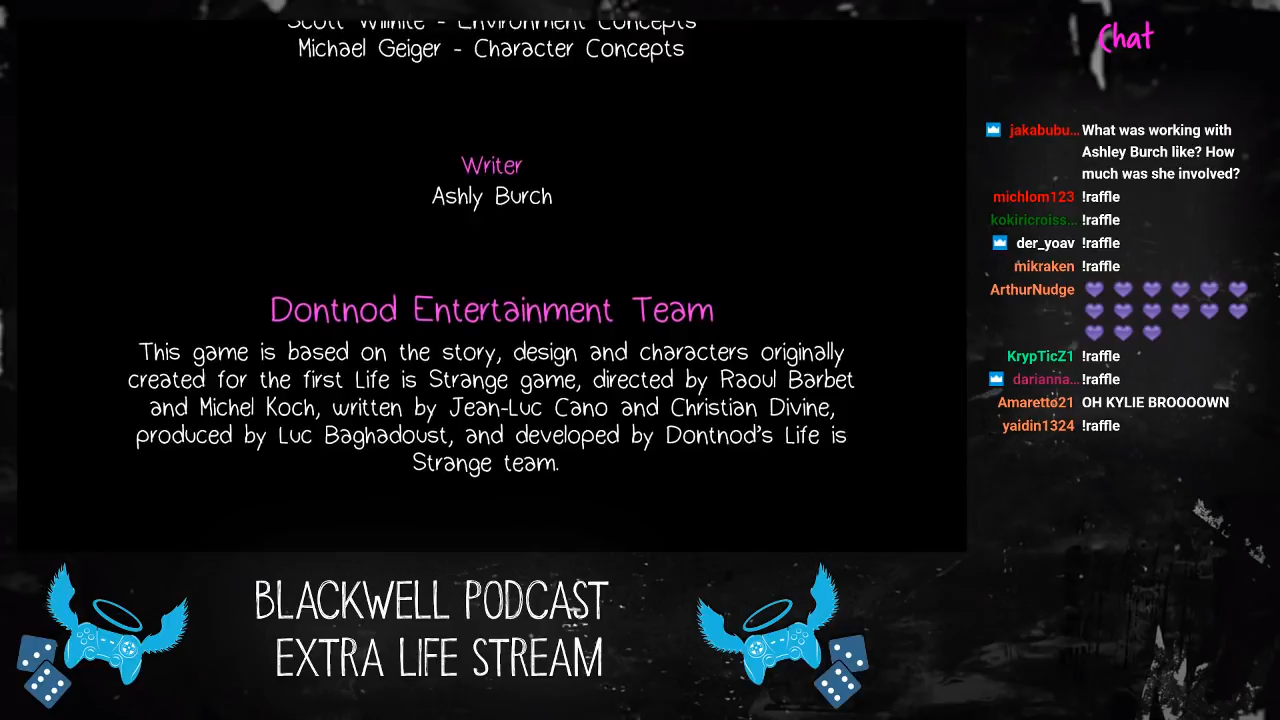 Scott Willhite - Environment Concepts
Michael Geiger - Character Concepts
Writer
Ashly Burch
Dontnod Entertainment Team
This game is based on the story, design and characters originally
created for the first Life is Strange game, directed by Raoul Barbet
and Michel Koch, written by Jean-Luc Cano and Christian Divine,
produced by Luc Baghadoust, and developed by Dontnod's Life is
Strange team.
Chat
jakabubu… What was working with
Ashley Burch like? How
much was she involved?
michlom123 !raffle
kokiricroiss… !raffle
der_yoav !raffle
mikraken !raffle
ArthurNudge
KrypTicZ1 !raffle
darianna… !raffle
Amaretto21 OH KYLIE BROOOOWN
yaidin1324 !raffle
BLACKWELL PODCAST
EXTRA LIFE STREAM